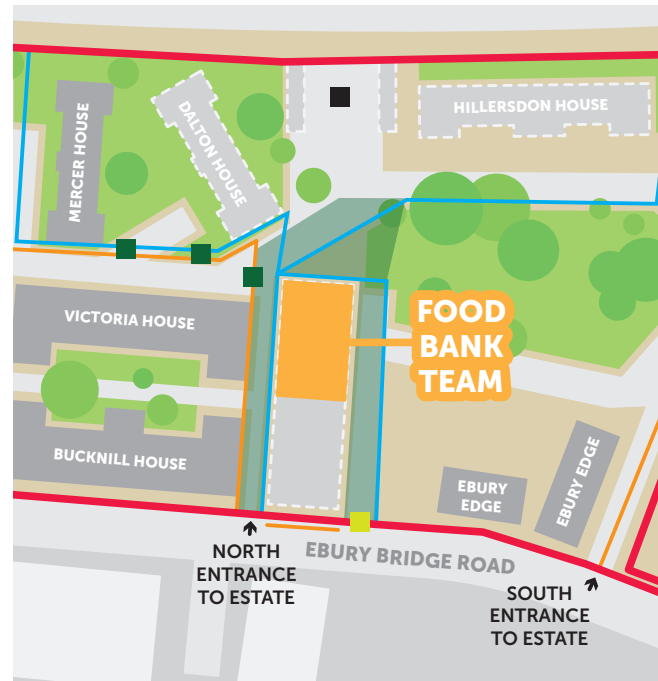 MERCER HOUSE
DALTON HOUSE
HILLERSDON HOUSE
VICTORIA HOUSE
FOOD
BANK
TEAM
BUCKNILL HOUSE
EBURY
EDGE
EBURY EDGE
EBURY BRIDGE ROAD
NORTH
ENTRANCE
TO ESTATE
SOUTH
ENTRANCE
TO ESTATE